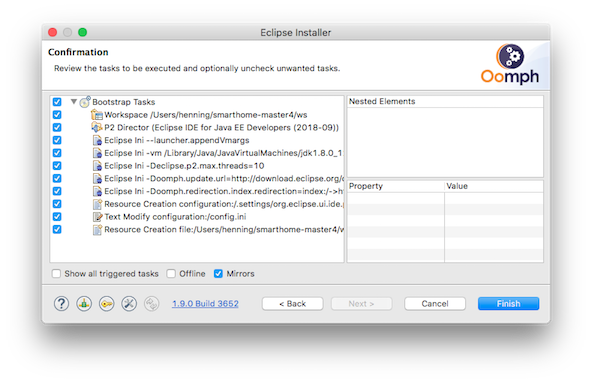 Eclipse Installer
Confirmation
Review the tasks to be executed and optionally uncheck unwanted tasks.
Oomph
Bootstrap Tasks
Workspace /Users/henning/smarthome-master4/ws
P2 Director (Eclipse IDE for Java EE Developers (2018-09))
Eclipse Ini --launcher.appendVmargs
Eclipse Ini -vm /Library/Java/JavaVirtualMachines/jdk1.8.0_1
Eclipse Ini -Declipse.p2.max.threads=10
Eclipse Ini -Doomph.update.url=http://download.eclipse.org/
Eclipse Ini -Doomph.redirection.index.redirection=index:/->h
Resource Creation configuration:/.settings/org.eclipse.ui.ide.
Text Modify configuration:/config.ini
Resource Creation file:/Users/henning/smarthome-master4/w
Nested Elements
Property Value
Show all triggered tasks Offline Mirrors
1.9.0 Build 3652 < Back Next > Cancel Finish